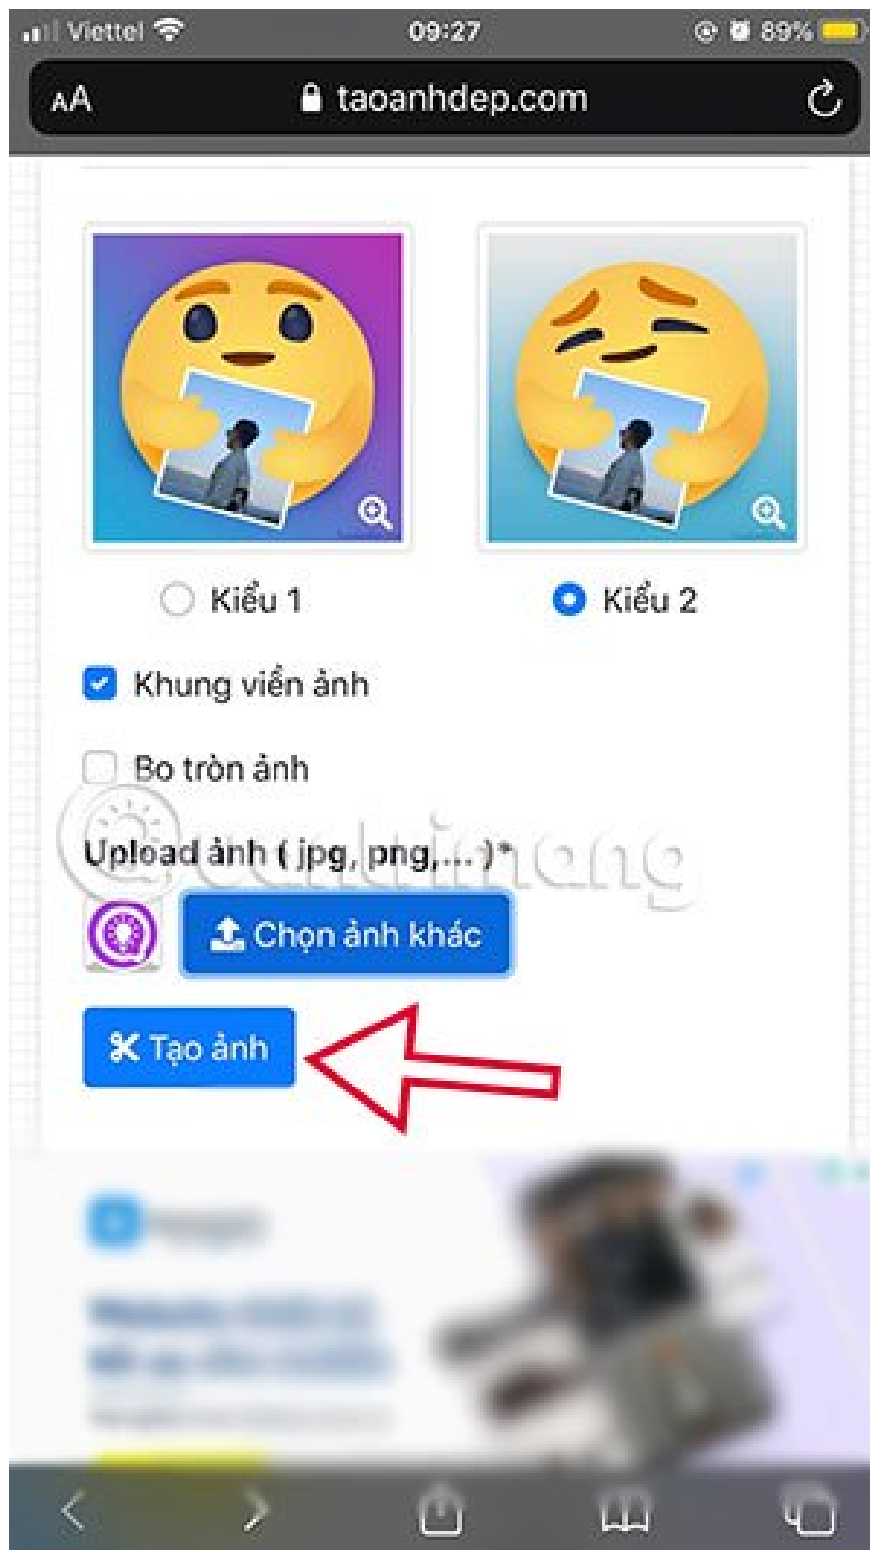 Viettel 09:27 89%
AA taoanhdep.com
Kiểu 1 Kiểu 2
Khung viền ảnh
Bo tròn ảnh
Upload ảnh ( jpg, png,... )*
uantrimang
Chọn ảnh khác
Tạo ảnh